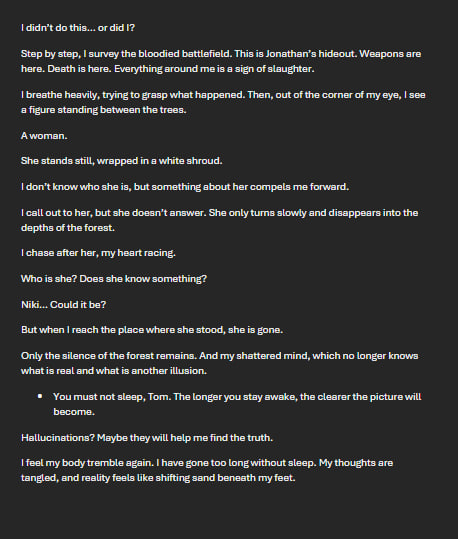 I didn’t do this... or did I?
Step by step, I survey the bloodied battlefield. This is Jonathan’s hideout. Weapons are
here. Death is here. Everything around me is a sign of slaughter.
I breathe heavily, trying to grasp what happened. Then, out of the corner of my eye, I see
a figure standing between the trees.
A woman.
She stands still, wrapped in a white shroud.
I don’t know who she is, but something about her compels me forward.
I call out to her, but she doesn’t answer. She only turns slowly and disappears into the
depths of the forest.
I chase after her, my heart racing.
Who is she? Does she know something?
Niki... Could it be?
But when I reach the place where she stood, she is gone.
Only the silence of the forest remains. And my shattered mind, which no longer knows
what is real and what is another illusion.
• You must not sleep, Tom. The longer you stay awake, the clearer the picture will
become.
Hallucinations? Maybe they will help me find the truth.
I feel my body tremble again. I have gone too long without sleep. My thoughts are
tangled, and reality feels like shifting sand beneath my feet.